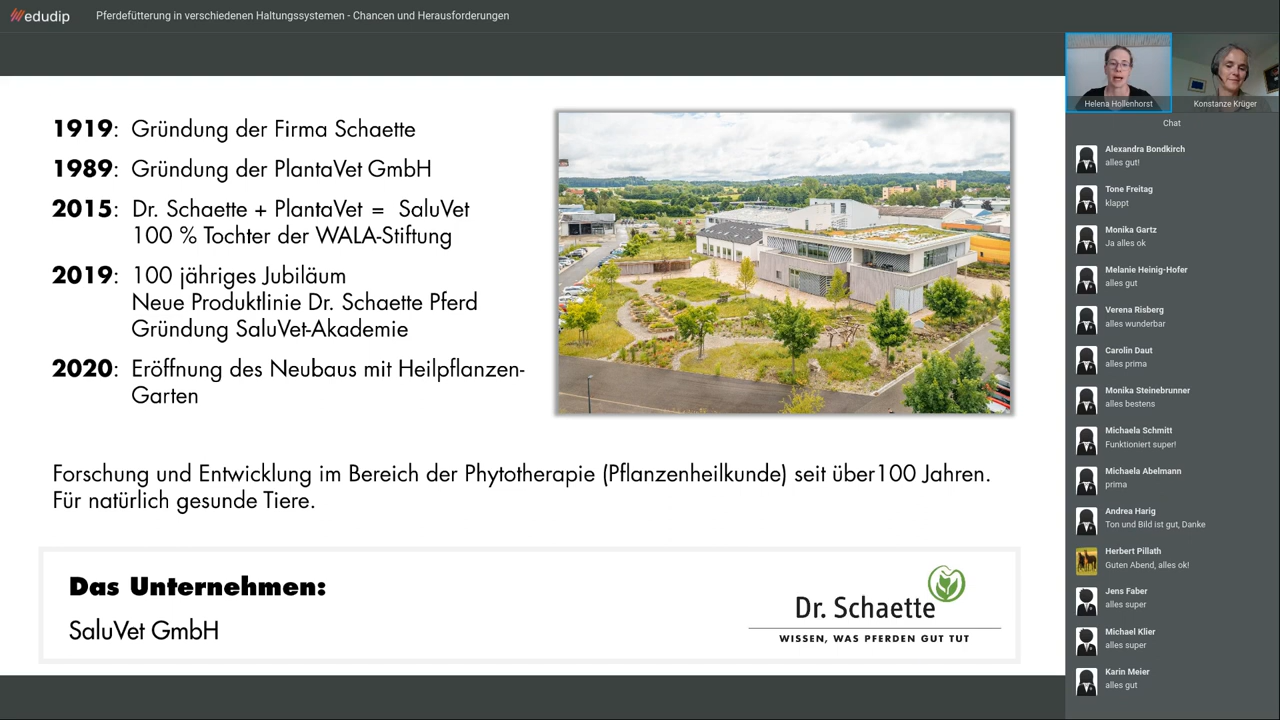 edudip
Pferdefütterung in verschiedenen Haltungssystemen - Chancen und Herausforderungen
1919: Gründung der Firma Schaette
1989: Gründung der PlantaVet GmbH
2015: Dr. Schaette + PlantaVet = SaluVet
100 % Tochter der WALA-Stiftung
2019: 100 jähriges Jubiläum
Neue Produktlinie Dr. Schaette Pferd
Gründung SaluVet-Akademie
2020: Eröffnung des Neubaus mit Heilpflanzen-
Garten
Forschung und Entwicklung im Bereich der Phytotherapie (Pflanzenheilkunde) seit über100 Jahren.
Für natürlich gesunde Tiere.
Das Unternehmen:
SaluVet GmbH
Dr. Schaette
WISSEN, WAS PFERDEN GUT TUT
Helena Hollenhorst
Konstanze Krüger
Chat
Alexandra Bondkirch
alles gut!
Tone Freitag
klappt
Monika Gartz
Ja alles ok
Melanie Heinig-Hofer
alles gut
Verena Risberg
alles wunderbar
Carolin Daut
alles prima
Monika Steinebrunner
alles bestens
Michaela Schmitt
Funktioniert super!
Michaela Abelmann
prima
Andrea Harig
Ton und Bild ist gut, Danke
Herbert Pillath
Guten Abend, alles ok!
Jens Faber
alles super
Michael Klier
alles super
Karin Meier
alles gut